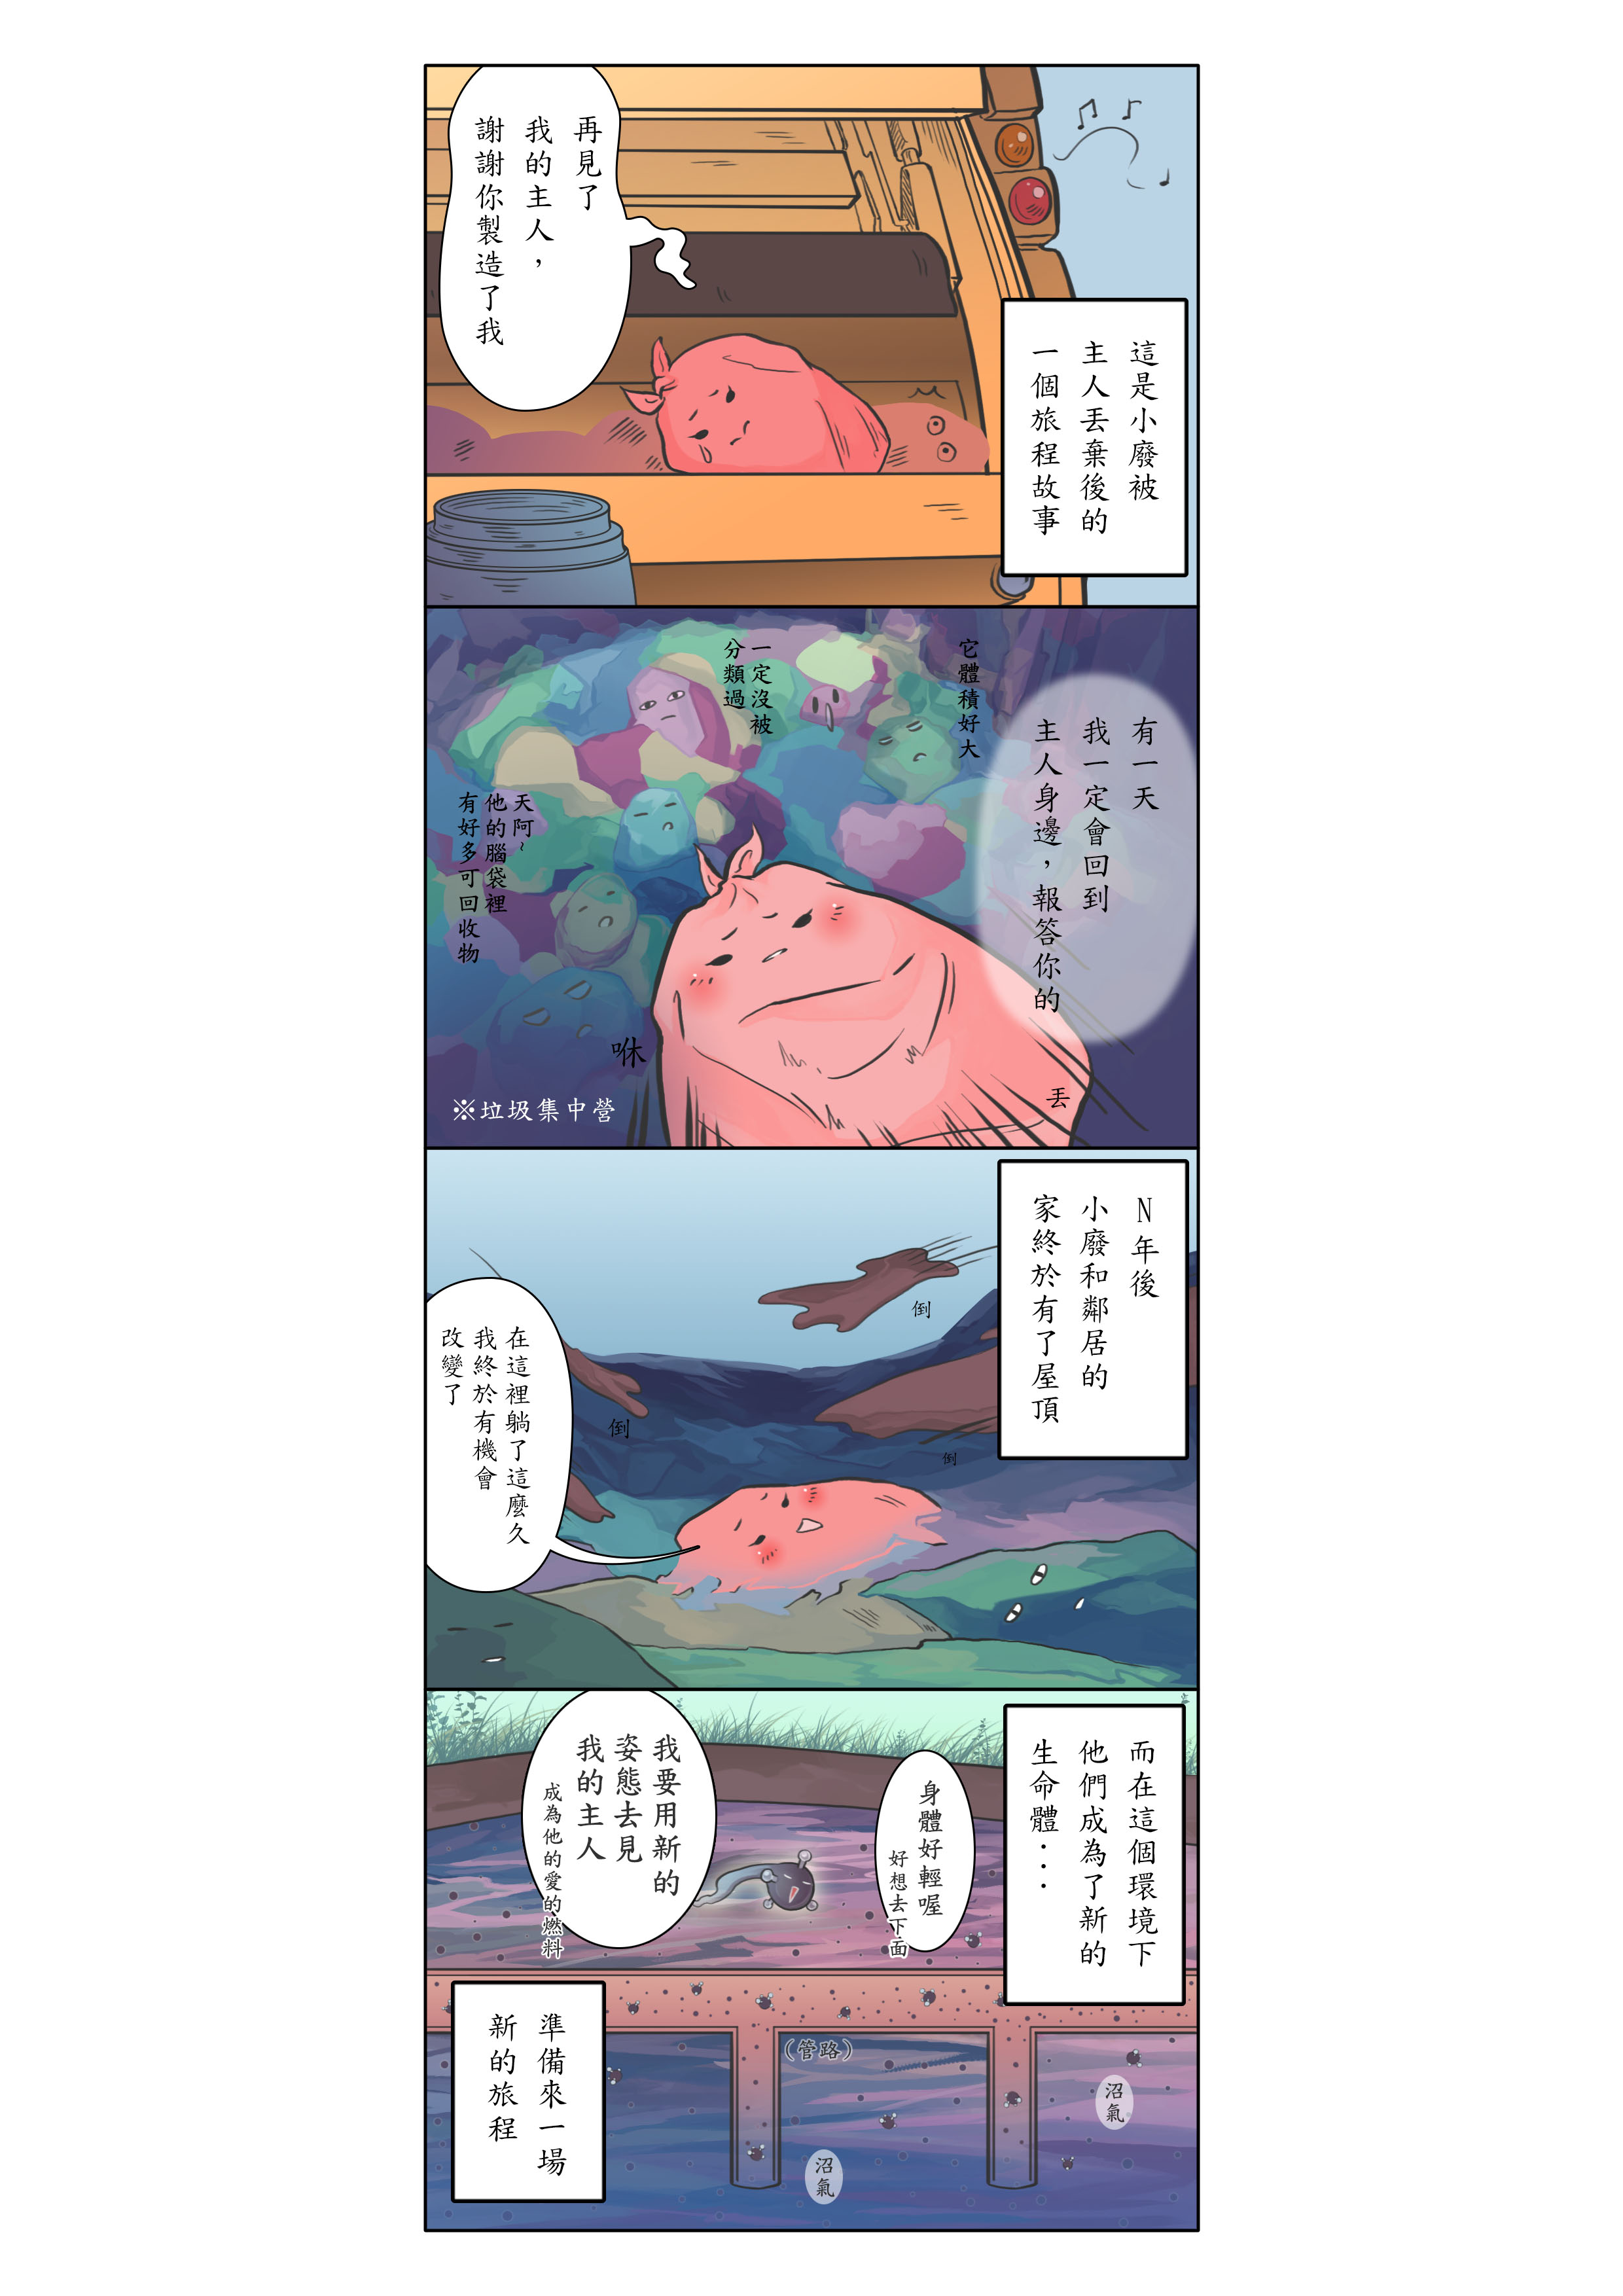 這是小廢被
主人丟棄後的
一個旅程故事
再見了
我的主人，
謝謝你製造了我
有一天
我一定會回到
主人身邊，報答你的
它體積好大
一定沒被
分類過
天阿~
他的腦袋裡
有好多可回收物
咻
丟
※垃圾集中營
N年後
小廢和鄰居的
家終於有了屋頂
倒
倒
倒
在這裡躺了這麼久
我終於有機會
改變了
而在這個環境下
他們成為了新的
生命體...
身體好輕喔
好想去下面
我要用新的
姿態去見
我的主人
成為他的愛的燃料
(管路)
沼氣
沼氣
準備來一場
新的旅程